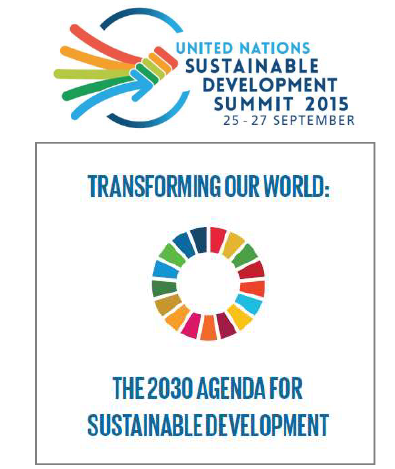 UNITED NATIONS
SUSTAINABLE
DEVELOPMENT
SUMMIT 2015
25 - 27 SEPTEMBER
TRANSFORMING OUR WORLD:
THE 2030 AGENDA FOR
SUSTAINABLE DEVELOPMENT